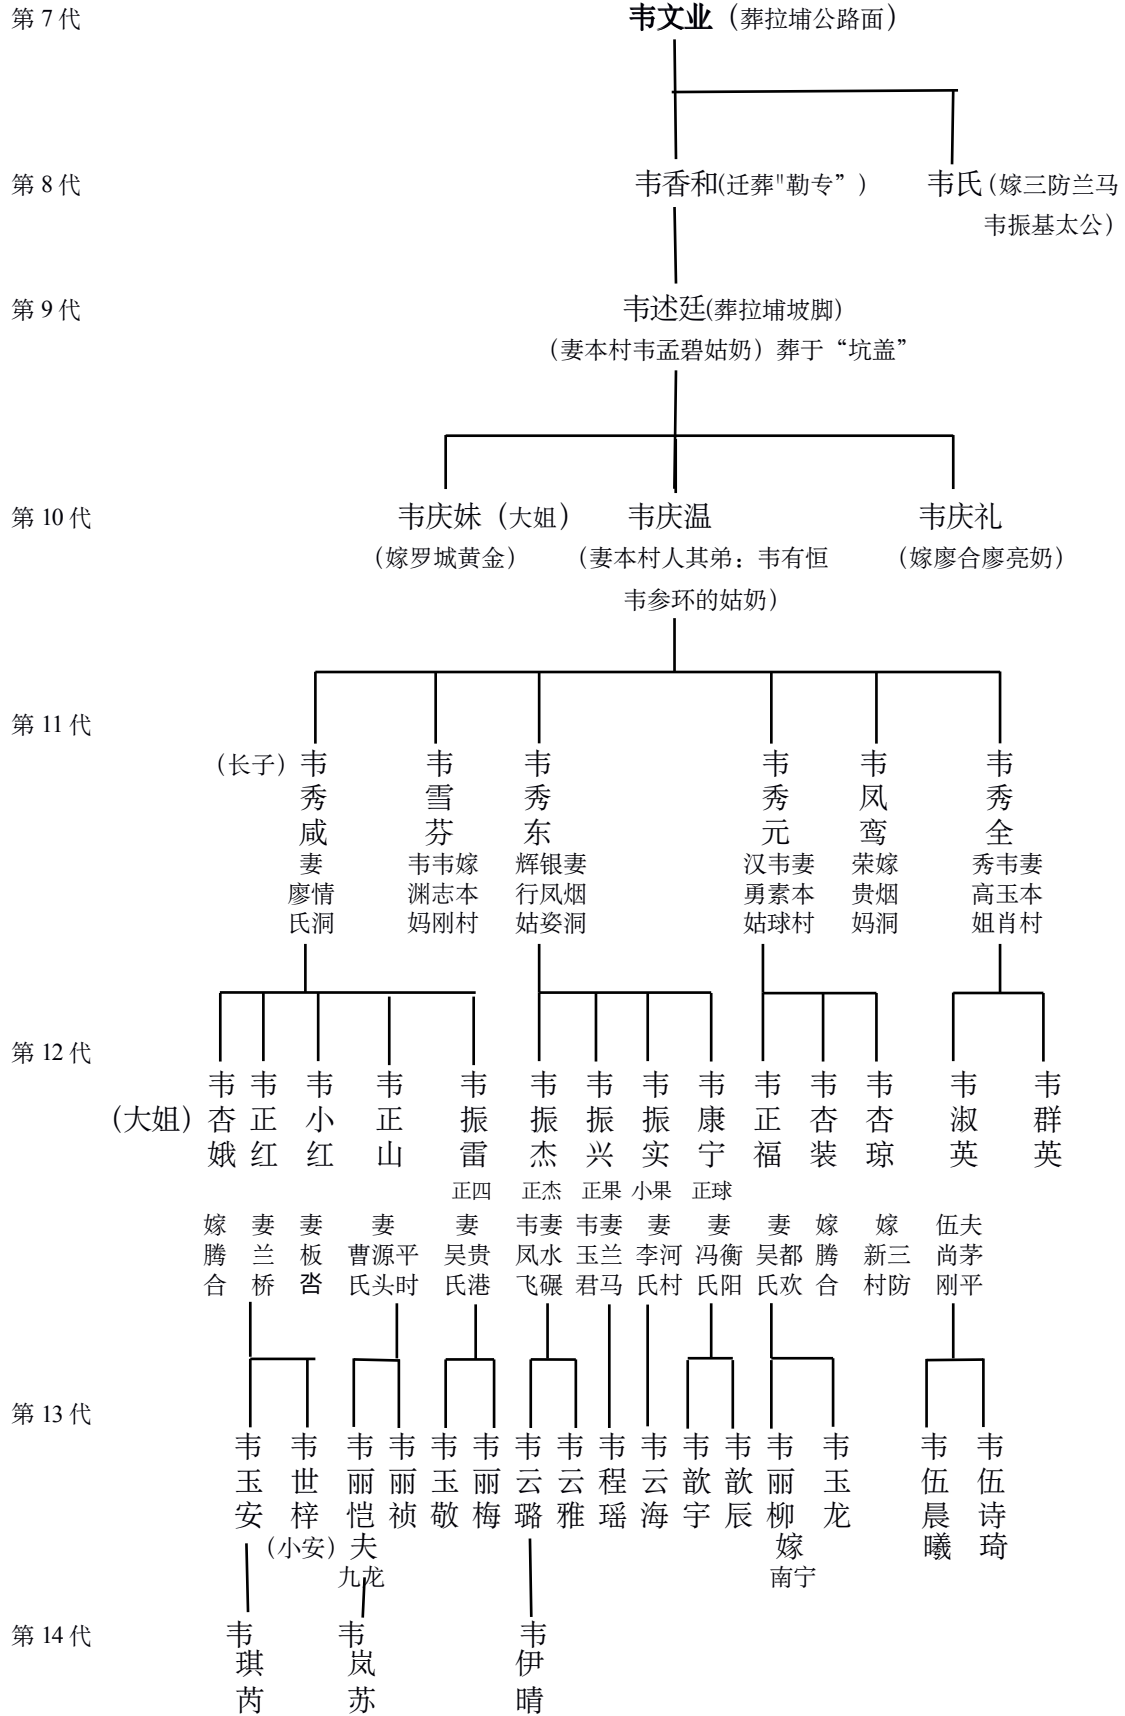 第 7 代
韦文业（葬拉埔公路面）
第 8 代
韦香和(迁葬"勒专”）
韦氏（嫁三防兰马
韦振基太公）
第 9 代
韦述廷(葬拉埔坡脚）
（妻本村韦孟碧姑奶）葬于“坑盖”
第 10 代
韦庆妹（大姐）
（嫁罗城黄金）
韦庆温
（妻本村人其弟：韦有恒
韦参环的姑奶）
韦庆礼
（嫁廖合廖亮奶）
第 11 代
（长子）
韦秀咸
妻情洞
廖氏
韦雪芬
嫁本村
韦志刚
韦渊妈
韦秀东
妻烟洞
银凤姿
辉行姑
韦秀元
妻本村
韦素球
汉勇姑
韦凤鸾
嫁烟洞
荣贵妈
韦秀全
妻本村
韦玉肖
秀高姐
第 12 代
（大姐）
韦杏娥
嫁腾合
韦正红
妻兰桥
韦小红
妻板沓
韦正山
妻
平时
源头
曹氏
韦振雷
正四
妻
贵港
吴氏
韦振杰
正杰
妻水碾
韦凤飞
韦振兴
正果
妻兰马
韦玉君
韦振实
小果
妻
河村
李氏
韦康宁
正球
妻
衡阳
冯氏
韦正福
妻
都欢
吴氏
韦杏装
嫁腾合
韦杏琼
嫁
三防
新村
韦淑英
夫茅平
伍尚刚
韦群英
第 13 代
韦玉安
韦世梓
（小安）
韦丽恺
夫
九龙
韦丽祯
韦玉敬
韦丽梅
韦云璐
韦云雅
韦程瑶
韦云海
韦歆宇
韦歆辰
韦丽柳
嫁
南宁
韦玉龙
韦伍晨曦
韦伍诗琦
第 14 代
韦琪芮
韦岚苏
韦伊晴